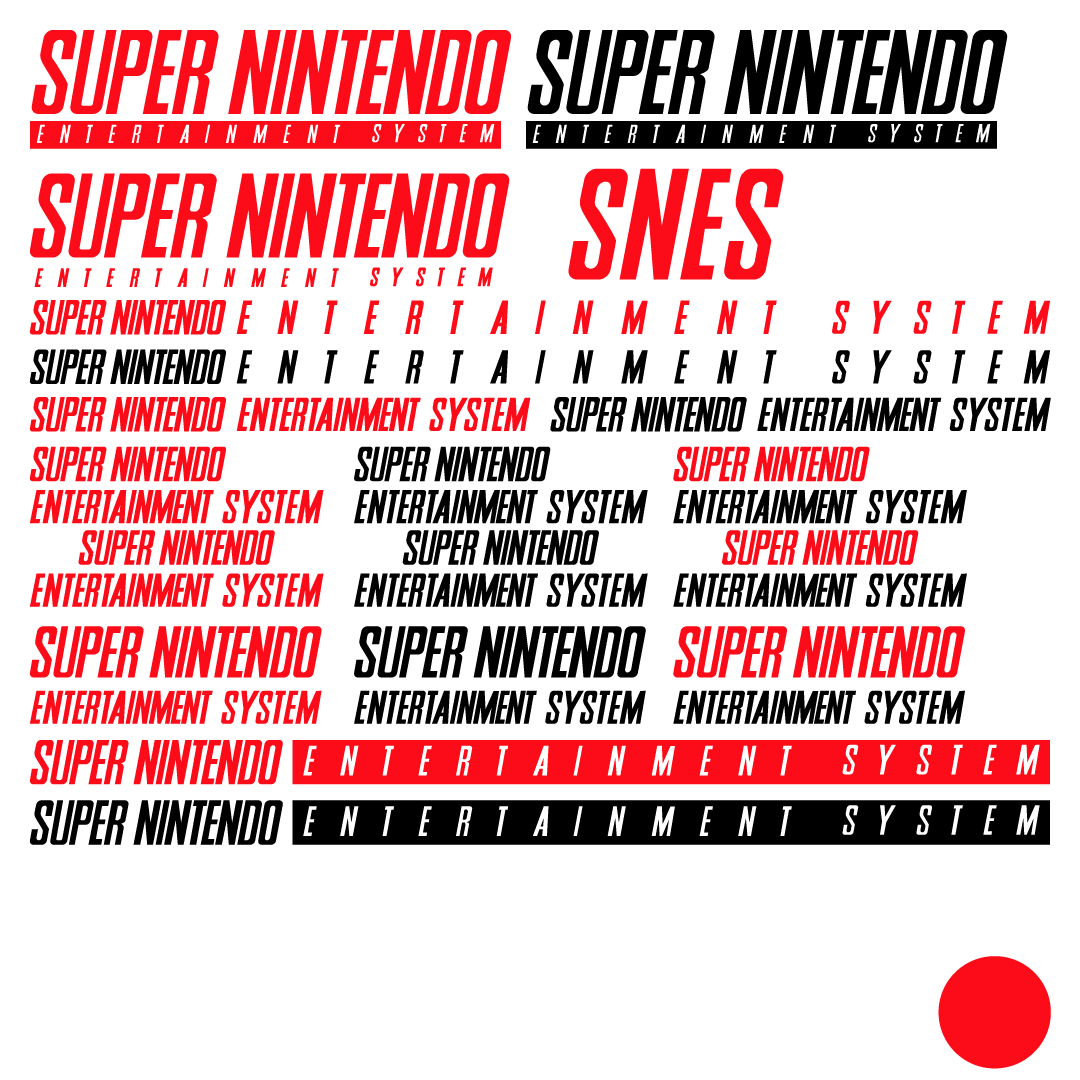 SUPER NINTENDO SUPER NINTENDO
ENTERTAINMENT SYSTEM ENTERTAINMENT SYSTEM
SUPER NINTENDO SNES
ENTERTAINMENT SYSTEM
SUPER NINTENDO ENTERTAINMENT SYSTEM
SUPER NINTENDO ENTERTAINMENT SYSTEM
SUPER NINTENDO ENTERTAINMENT SYSTEM SUPER NINTENDO ENTERTAINMENT SYSTEM
SUPER NINTENDO SUPER NINTENDO SUPER NINTENDO
ENTERTAINMENT SYSTEM ENTERTAINMENT SYSTEM ENTERTAINMENT SYSTEM
SUPER NINTENDO SUPER NINTENDO SUPER NINTENDO
ENTERTAINMENT SYSTEM ENTERTAINMENT SYSTEM ENTERTAINMENT SYSTEM
SUPER NINTENDO SUPER NINTENDO SUPER NINTENDO
ENTERTAINMENT SYSTEM ENTERTAINMENT SYSTEM ENTERTAINMENT SYSTEM
SUPER NINTENDO ENTERTAINMENT SYSTEM
SUPER NINTENDO ENTERTAINMENT SYSTEM